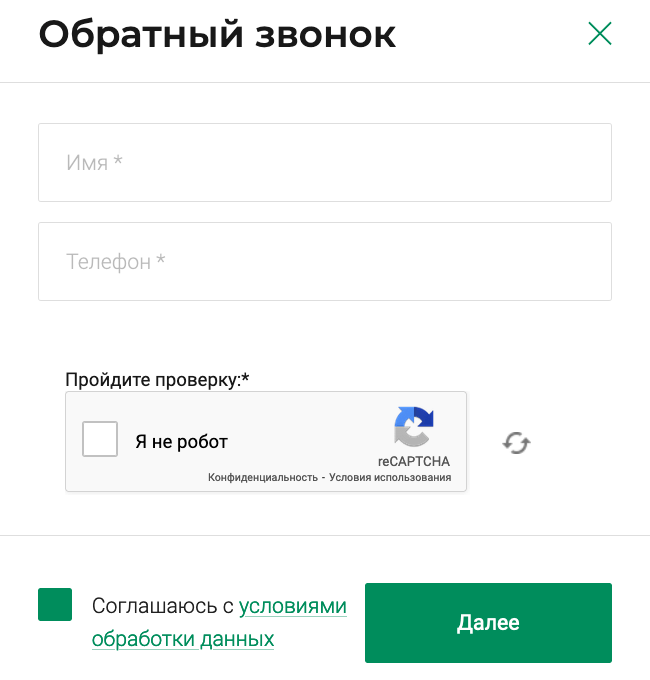 Обратный звонок
Имя *
Телефон *
Пройдите проверку:*
Я не робот
reCAPTCHA
Конфиденциальность - Условия использования
Соглашаюсь с условиями
обработки данных
Далее